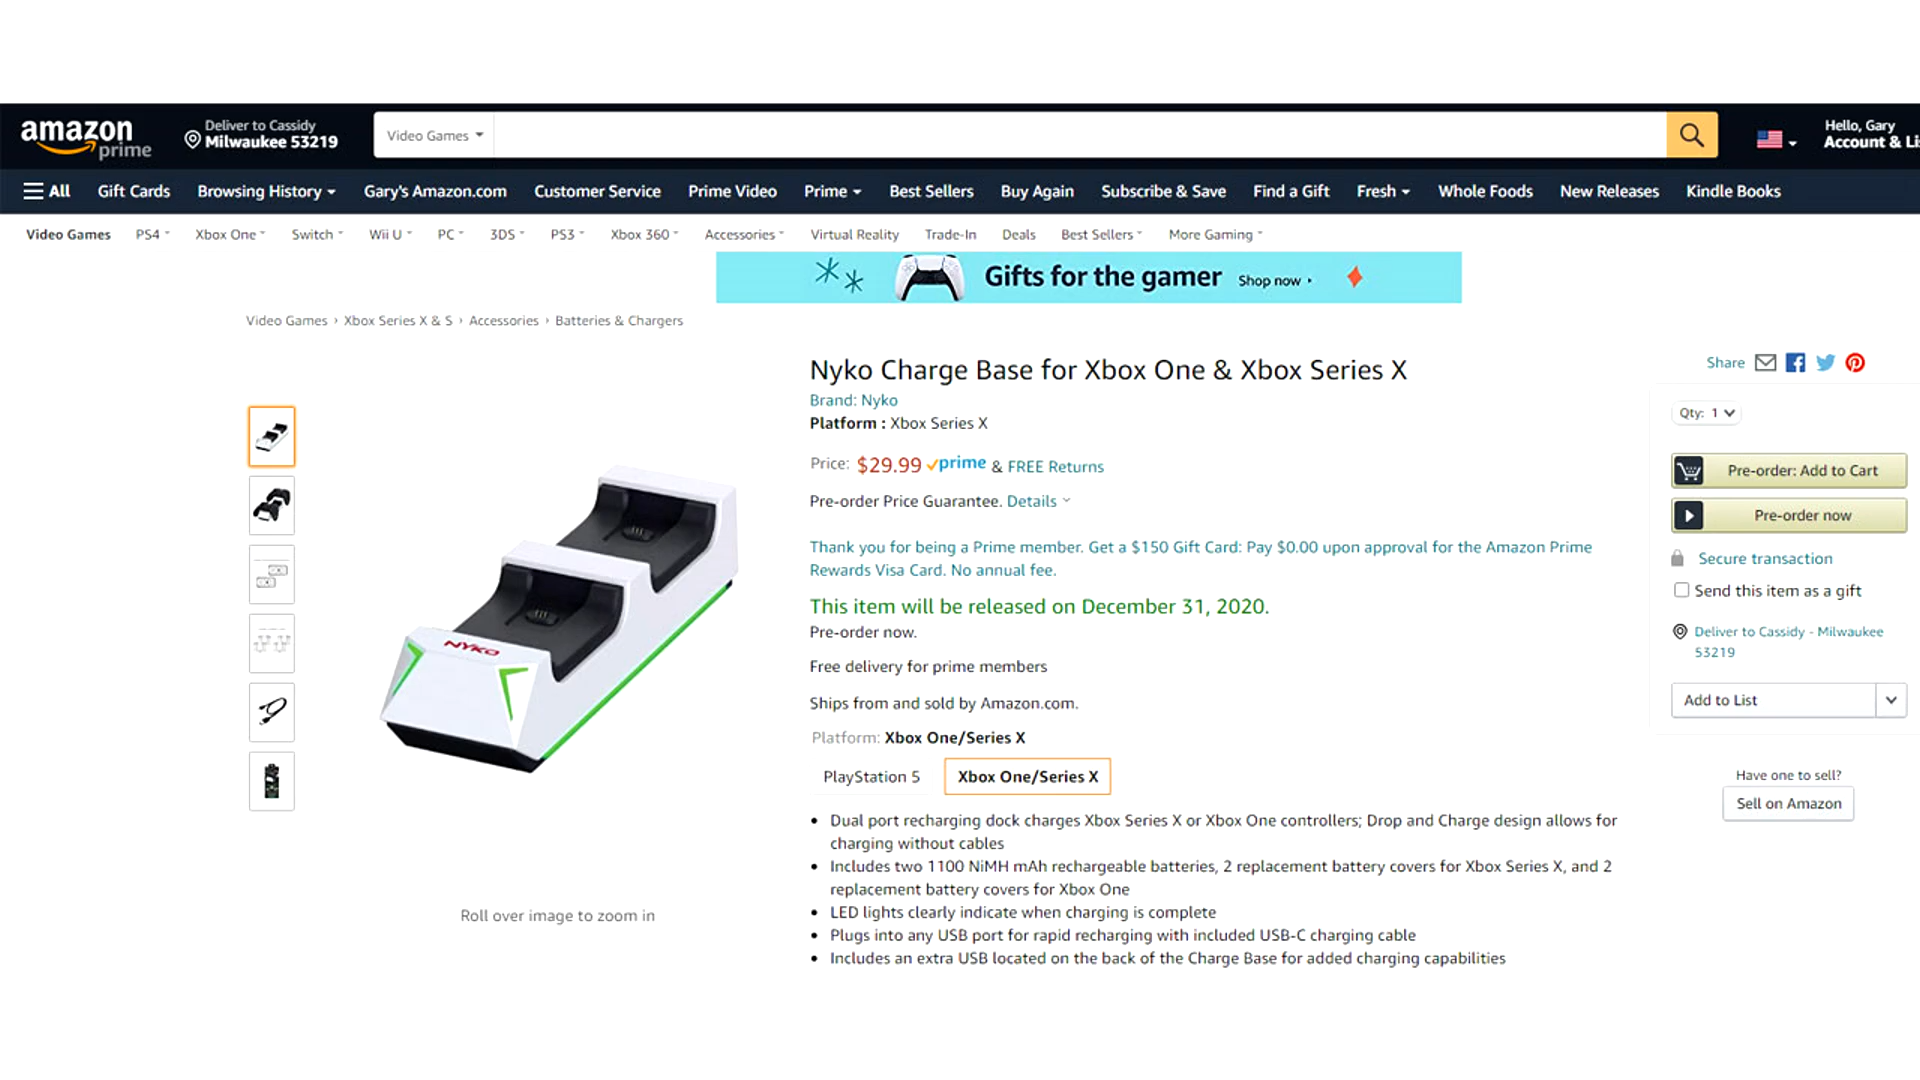 amazon
prime
Deliver to Cassidy
Milwaukee 53219
Video Games
Hello, Gary
Account & Li
All Gift Cards Browsing History Gary's Amazon.com Customer Service Prime Video Prime Best Sellers Buy Again Subscribe & Save Find a Gift Fresh Whole Foods New Releases Kindle Books
Video Games PS4 Xbox One Switch Wii U PC 3DS PS3 Xbox 360 Accessories Virtual Reality Trade-In Deals Best Sellers More Gaming
Gifts for the gamer Shop now
Video Games › Xbox Series X & S › Accessories › Batteries & Chargers
NYKO
Roll over image to zoom in
Nyko Charge Base for Xbox One & Xbox Series X
Brand: Nyko
Platform : Xbox Series X
Price: $29.99 prime & FREE Returns
Pre-order Price Guarantee. Details
Thank you for being a Prime member. Get a $150 Gift Card: Pay $0.00 upon approval for the Amazon Prime
Rewards Visa Card. No annual fee.
This item will be released on December 31, 2020.
Pre-order now.
Free delivery for prime members
Ships from and sold by Amazon.com.
Platform: Xbox One/Series X
PlayStation 5 Xbox One/Series X
• Dual port recharging dock charges Xbox Series X or Xbox One controllers; Drop and Charge design allows for
charging without cables
• Includes two 1100 NiMH mAh rechargeable batteries, 2 replacement battery covers for Xbox Series X, and 2
replacement battery covers for Xbox One
• LED lights clearly indicate when charging is complete
• Plugs into any USB port for rapid recharging with included USB-C charging cable
• Includes an extra USB located on the back of the Charge Base for added charging capabilities
Share
Qty: 1
Pre-order: Add to Cart
Pre-order now
Secure transaction
Send this item as a gift
Deliver to Cassidy - Milwaukee
53219
Add to List
Have one to sell?
Sell on Amazon